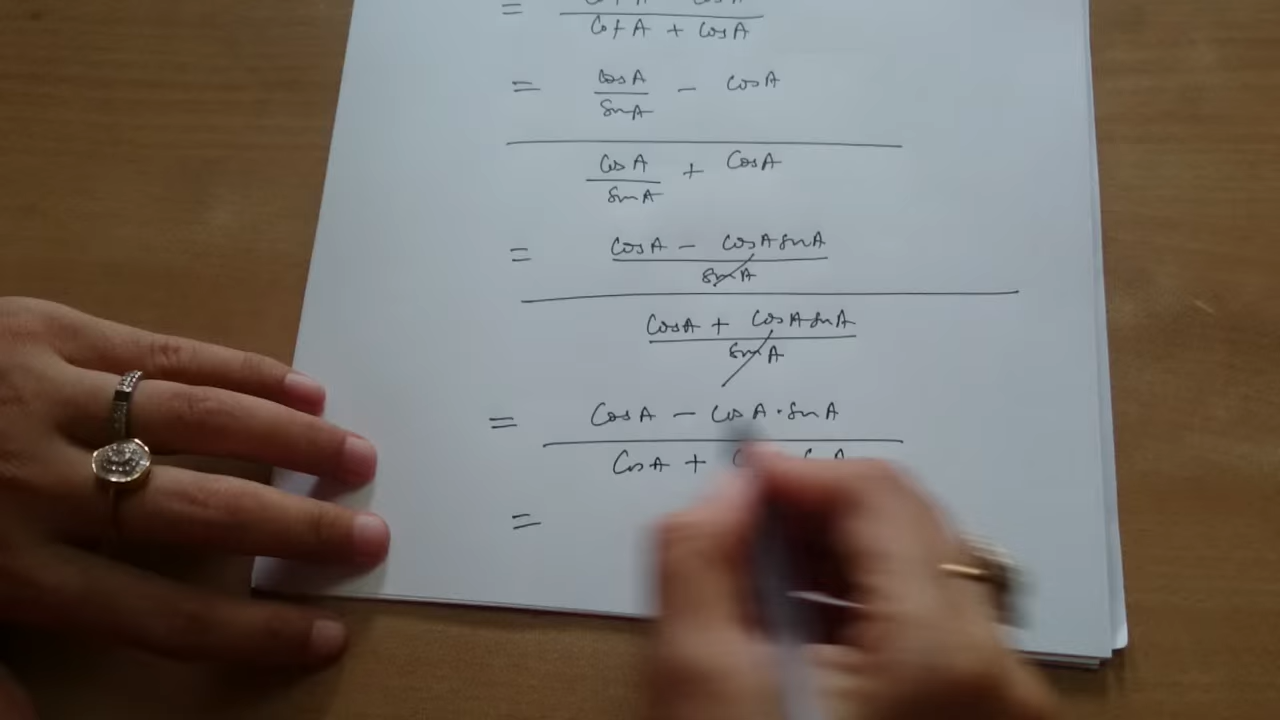 =
Cot A + Cos A
= Cos A / Sin A - Cos A
Cos A / Sin A + Cos A
= Cos A - Cos A Sin A / Sin A
Cos A + Cos A Sin A / Sin A
= Cos A - Cos A . Sin A
Cos A +
=